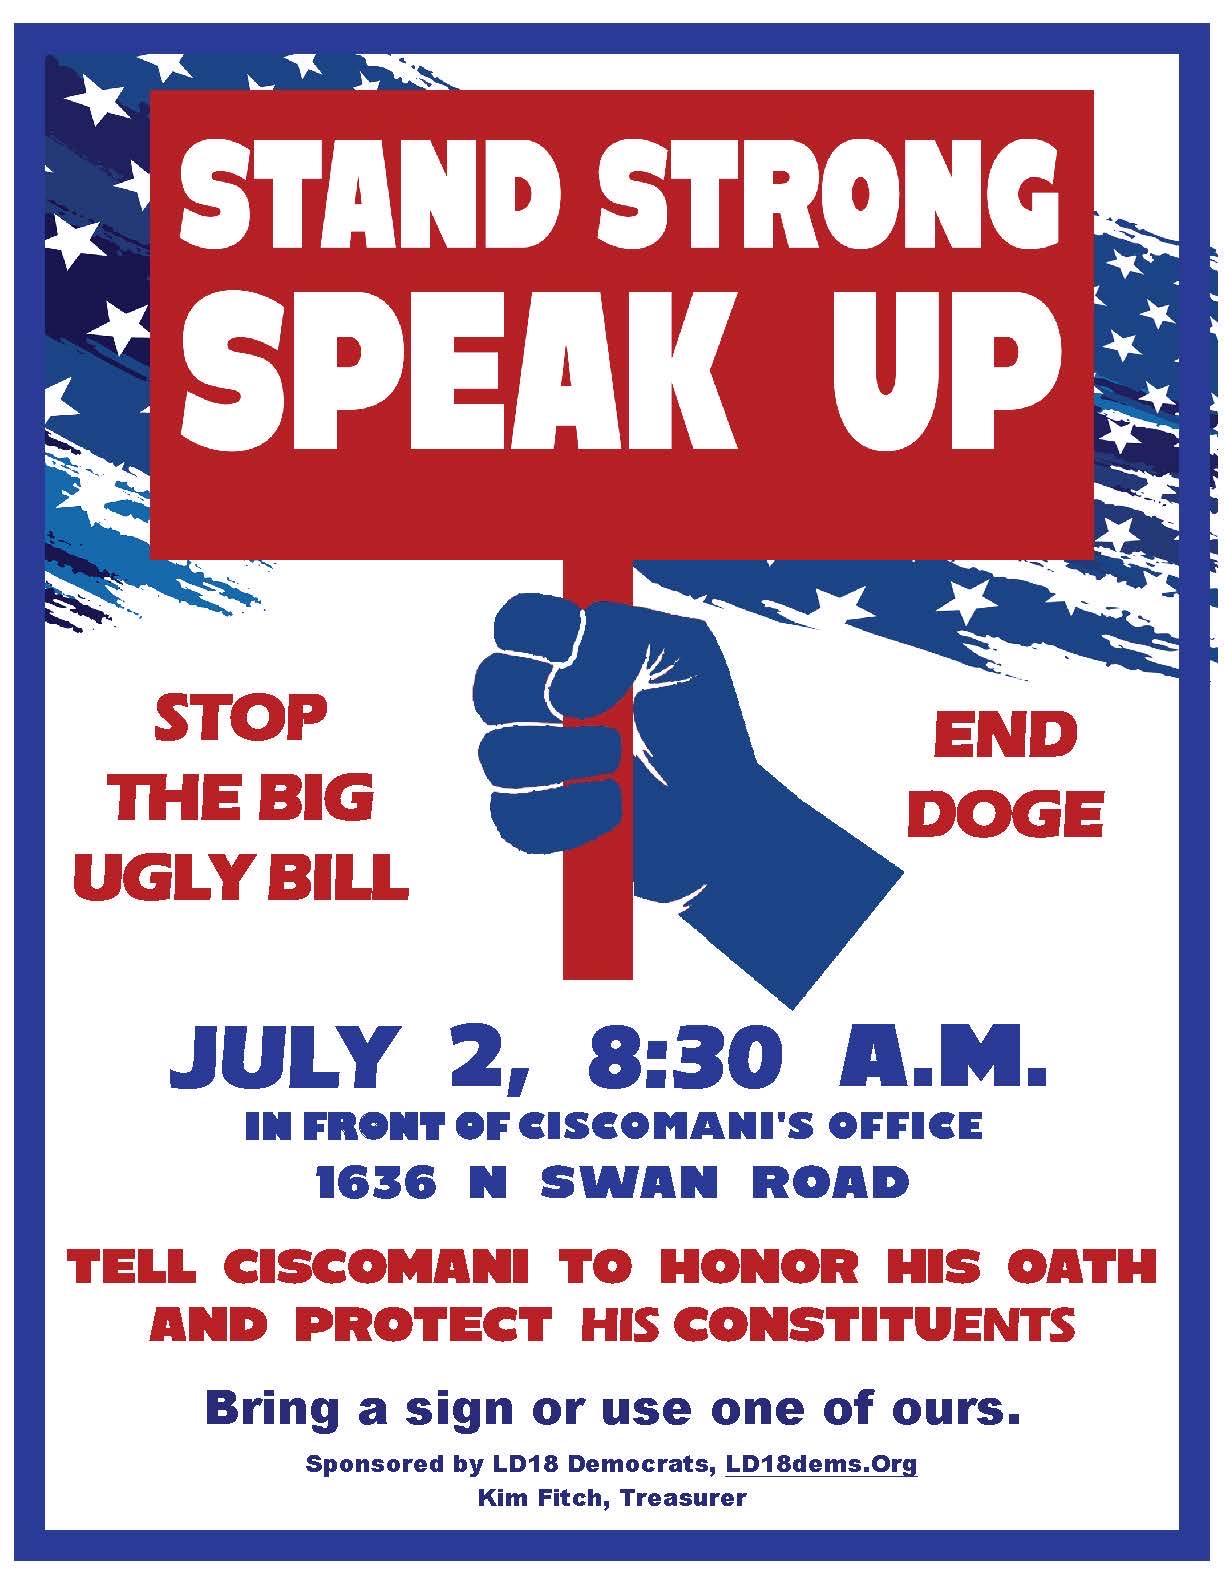 STAND STRONG
SPEAK UP
STOP
THE BIG
UGLY BILL
END
DOGE
JULY 2, 8:30 A.M.
IN FRONT OF CISCOMANI'S OFFICE
1636 N SWAN ROAD
TELL CISCOMANI TO HONOR HIS OATH
AND PROTECT HIS CONSTITUENTS
Bring a sign or use one of ours.
Sponsored by LD18 Democrats, LD18dems.Org
Kim Fitch, Treasurer